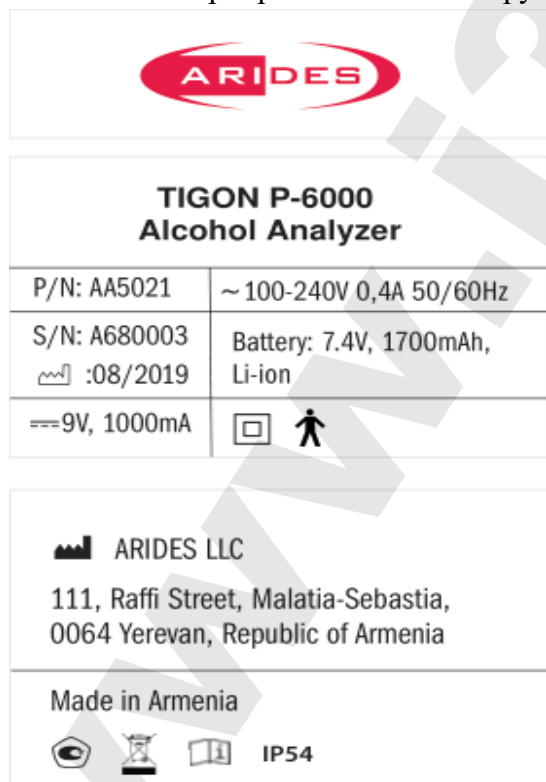 ARIDES
TIGON P-6000
Alcohol Analyzer
P/N: AA5021
~ 100-240V 0,4A 50/60Hz
S/N: A680003
:08/2019
Battery: 7.4V, 1700mAh,
Li-ion
9V, 1000mA
ARIDES LLC
111, Raffi Street, Malatia-Sebastia,
0064 Yerevan, Republic of Armenia
Made in Armenia
IP54